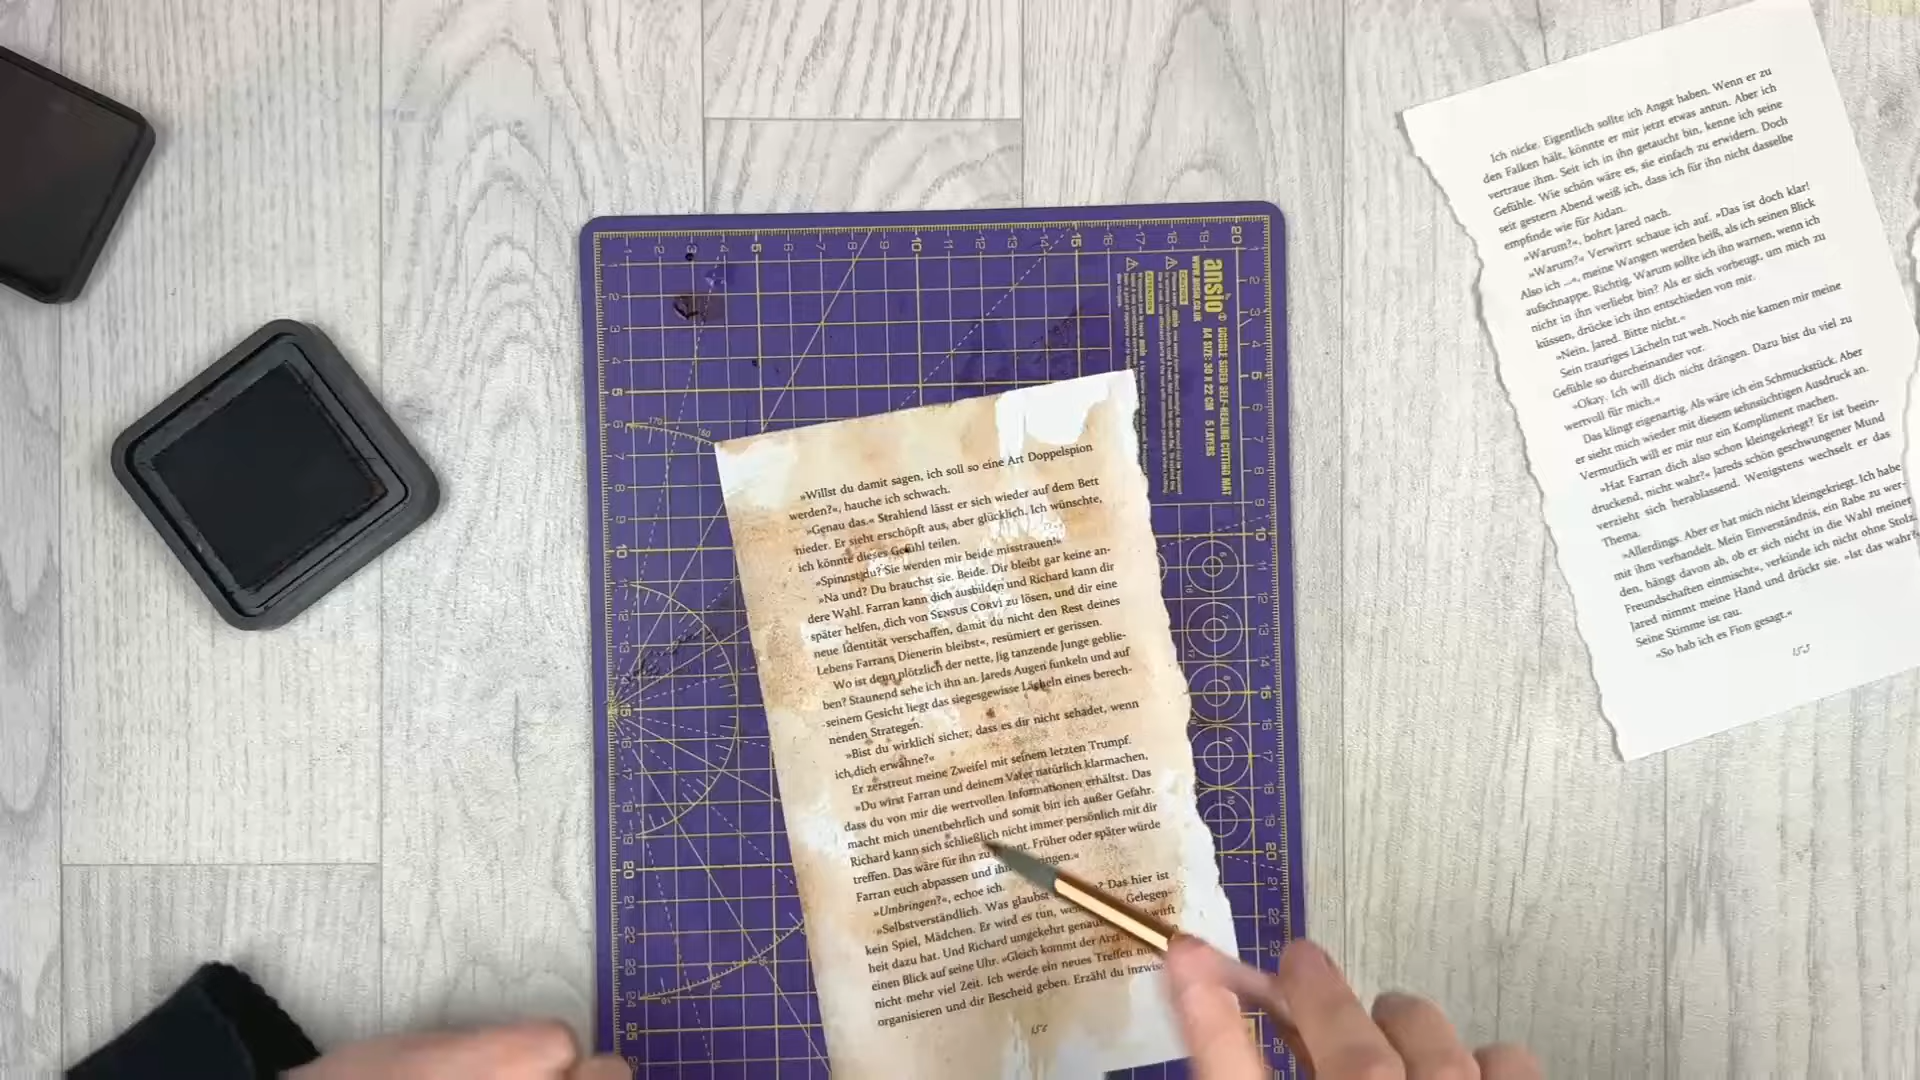 ansio®
www.ansio.co.uk
DOUBLE SIDED SELF-HEALING CUTTING MAT
A4 SIZE: 30 X 22 CM 5 LAYERS
»Willst du damit sagen, ich soll so eine Art Doppelspion
werden?«, hauche ich schwach.
»Genau das.« Strahlend lässt er sich wieder auf dem Bett
nieder. Er sieht erschöpft aus, aber glücklich. Ich wünschte,
ich könnte dieses Gefühl teilen.
»Spinnst du? Sie werden mir beide misstrauen!«
»Na und? Du brauchst sie. Beide. Dir bleibt gar keine an-
dere Wahl. Farran kann dich ausbilden und Richard kann dir
später helfen, dich von SENSUS CORVI zu lösen, und dir eine
neue Identität verschaffen, damit du nicht den Rest deines
Lebens Farrans Dienerin bleibst«, resümiert er gerissen.
Wo ist denn plötzlich der nette, Jig tanzende Junge geblie-
ben? Staunend sehe ich ihn an. Jareds Augen funkeln und auf
seinem Gesicht liegt das siegesgewisse Lächeln eines berech-
nenden Strategen.
»Bist du wirklich sicher, dass es dir nicht schadet, wenn
ich dich erwähne?«
Er zerstreut meine Zweifel mit seinem letzten Trumpf.
»Du wirst Farran und deinem Vater natürlich klarmachen,
dass du von mir die wertvollen Informationen erhältst. Das
macht mich unentbehrlich und somit bin ich außer Gefahr.
Richard kann sich schließlich nicht immer persönlich mit dir
treffen. Das wäre für ihn zu Früher oder später würde
Farran euch abpassen und ihn
»Umbringen?«, echoe ich.
»Selbstverständlich. Was glaubst Das hier ist
kein Spiel, Mädchen. Er wird es tun, Gelegen-
heit dazu hat. Und Richard umgekehrt genau wirft
einen Blick auf seine Uhr. »Gleich kommt der
nicht mehr viel Zeit. Ich werde ein neues Treffen
organisieren und dir Bescheid geben. Erzähl du
156
Ich nicke. Eigentlich sollte ich Angst haben. Wenn er zu
den Falken hält, könnte er mir jetzt etwas antun. Aber ich
vertraue ihm. Seit ich in ihn getaucht bin, kenne ich seine
Gefühle. Wie schön wäre es, sie einfach zu erwidern. Doch
seit gestern Abend weiß ich, dass ich für ihn nicht dasselbe
empfinde wie für Aidan.
»Warum?«, bohrt Jared nach.
»Warum?« Verwirrt schaue ich auf. »Das ist doch klar!
Also ich ...«, meine Wangen werden heiß, als ich seinen Blick
aufschnappe. Richtig. Warum sollte ich ihn warnen, wenn ich
nicht in ihn verliebt bin? Als er sich vorbeugt, um mich zu
küssen, drücke ich ihn entschieden von mir.
»Nein, Jared. Bitte nicht.«
Sein trauriges Lächeln tut weh. Noch nie kamen mir meine
Gefühle so durcheinander vor.
»Okay. Ich will dich nicht drängen. Dazu bist du viel zu
wertvoll für mich.«
Das klingt eigenartig. Als wäre ich ein Schmuckstück. Aber
er sieht mich wieder mit diesem sehnsüchtigen Ausdruck an.
Vermutlich will er mir nur ein Kompliment machen.
»Hat Farran dich also schon kleingekriegt? Er ist beein-
druckend, nicht wahr?« Jareds schön geschwungener Mund
verzieht sich herablassend. Wenigstens wechselt er das
Thema.
»Allerdings. Aber er hat mich nicht kleingekriegt. Ich habe
mit ihm verhandelt. Mein Einverständnis, ein Rabe zu wer-
den, hängt davon ab, ob er sich nicht in die Wahl meiner
Freundschaften einmischt«, verkünde ich nicht ohne Stolz.
Jared nimmt meine Hand und drückt sie. »Ist das wahr?«
Seine Stimme ist rau.
»So hab ich es Fion gesagt.«
155